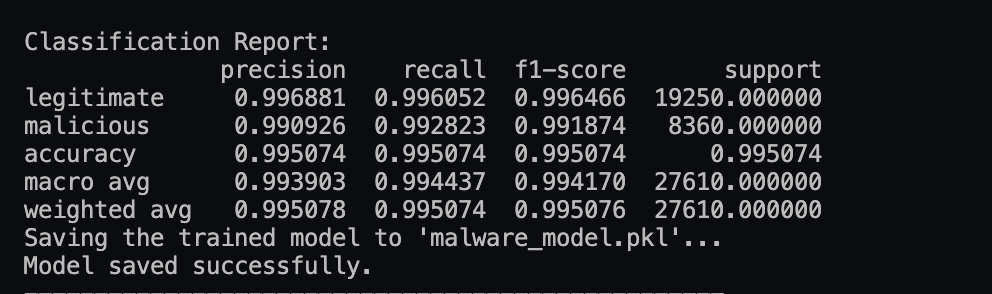 Classification Report:
precision recall f1-score support
legitimate 0.996881 0.996052 0.996466 19250.000000
malicious 0.990926 0.992823 0.991874 8360.000000
accuracy 0.995074 0.995074 0.995074 0.995074
macro avg 0.993903 0.994437 0.994170 27610.000000
weighted avg 0.995078 0.995074 0.995076 27610.000000
Saving the trained model to 'malware_model.pkl'...
Model saved successfully.